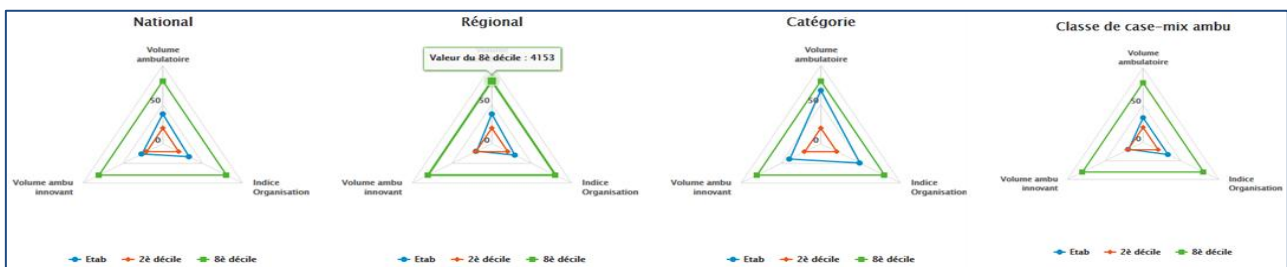 National
Volume
ambulatoire
50
0
Volume ambu
innovant
Indice
Organisation
Etab 2è décile 8è décile
Régional
Valeur du 8è décile : 4153
50
0
Volume ambu
innovant
Indice
Organisation
Etab 2è décile 8è décile
Catégorie
Volume
ambulatoire
50
0
Volume ambu
innovant
Indice
Organisation
Etab 2è décile 8è décile
Classe de case-mix ambu
Volume
ambulatoire
50
0
Volume ambu
innovant
Indice
Organisation
Etab 2è décile 8è décile